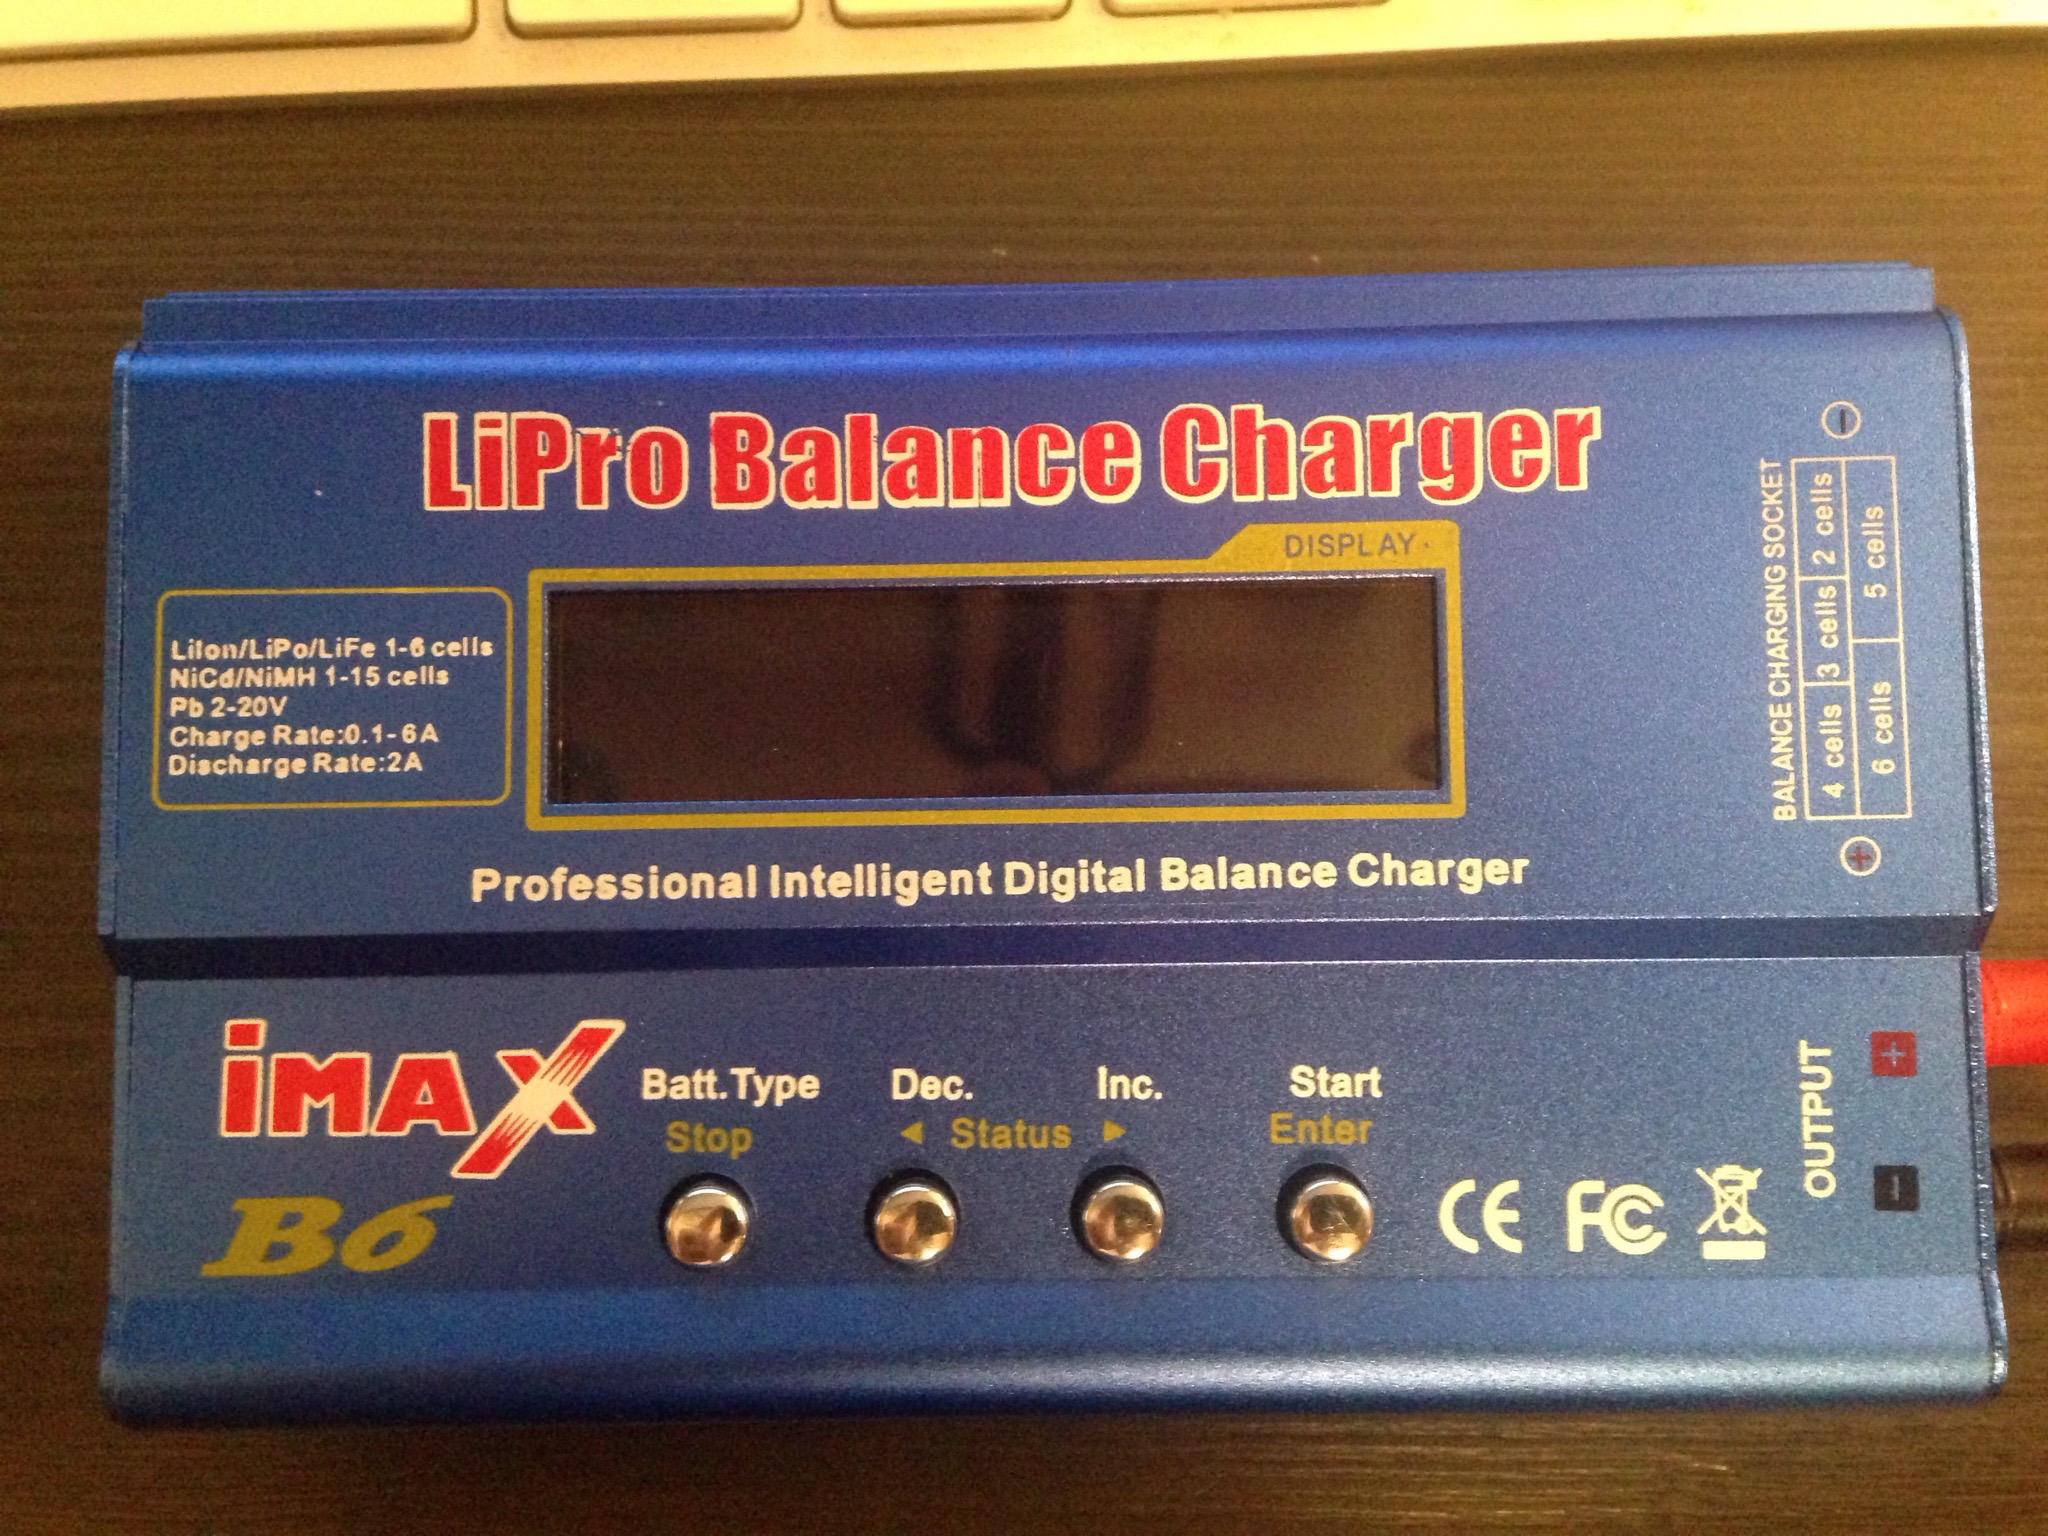 LiPro Balance Charger
DISPLAY
LiIon/LiPo/LiFe 1-6 cells
NiCd/NiMH 1-15 cells
Pb 2-20V
Charge Rate:0.1-6A
Discharge Rate:2A
Professional Intelligent Digital Balance Charger
BALANCE CHARGING SOCKET
4 cells 3 cells 2 cells
6 cells 5 cells
+ -
iMAX
B6
Batt.Type Dec. Inc. Start
Stop ◄ Status ► Enter
CE FC
OUTPUT
+
-